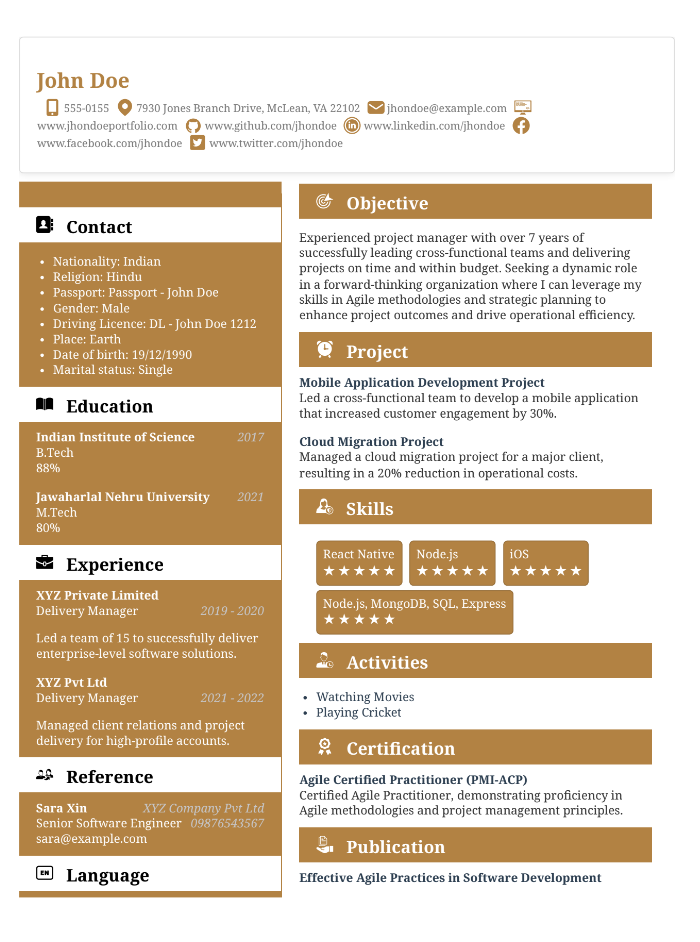 John Doe
555-0155 7930 Jones Branch Drive, McLean, VA 22102 jhondoe@example.com
www.jhondoeportfolio.com www.github.com/jhondoe www.linkedin.com/jhondoe
www.facebook.com/jhondoe www.twitter.com/jhondoe
Contact
• Nationality: Indian
• Religion: Hindu
• Passport: Passport - John Doe
• Gender: Male
• Driving Licence: DL - John Doe 1212
• Place: Earth
• Date of birth: 19/12/1990
• Marital status: Single
Education
Indian Institute of Science 2017
B.Tech
88%
Jawaharlal Nehru University 2021
M.Tech
80%
Experience
XYZ Private Limited
Delivery Manager 2019 - 2020
Led a team of 15 to successfully deliver
enterprise-level software solutions.
XYZ Pvt Ltd
Delivery Manager 2021 - 2022
Managed client relations and project
delivery for high-profile accounts.
Reference
Sara Xin XYZ Company Pvt Ltd
Senior Software Engineer 09876543567
sara@example.com
EN Language
Objective
Experienced project manager with over 7 years of
successfully leading cross-functional teams and delivering
projects on time and within budget. Seeking a dynamic role
in a forward-thinking organization where I can leverage my
skills in Agile methodologies and strategic planning to
enhance project outcomes and drive operational efficiency.
Project
Mobile Application Development Project
Led a cross-functional team to develop a mobile application
that increased customer engagement by 30%.
Cloud Migration Project
Managed a cloud migration project for a major client,
resulting in a 20% reduction in operational costs.
Skills
React Native Node.js iOS
★★★★★ ★★★★★ ★★★★★
Node.js, MongoDB, SQL, Express
★★★★★
Activities
• Watching Movies
• Playing Cricket
Certification
Agile Certified Practitioner (PMI-ACP)
Certified Agile Practitioner, demonstrating proficiency in
Agile methodologies and project management principles.
Publication
Effective Agile Practices in Software Development